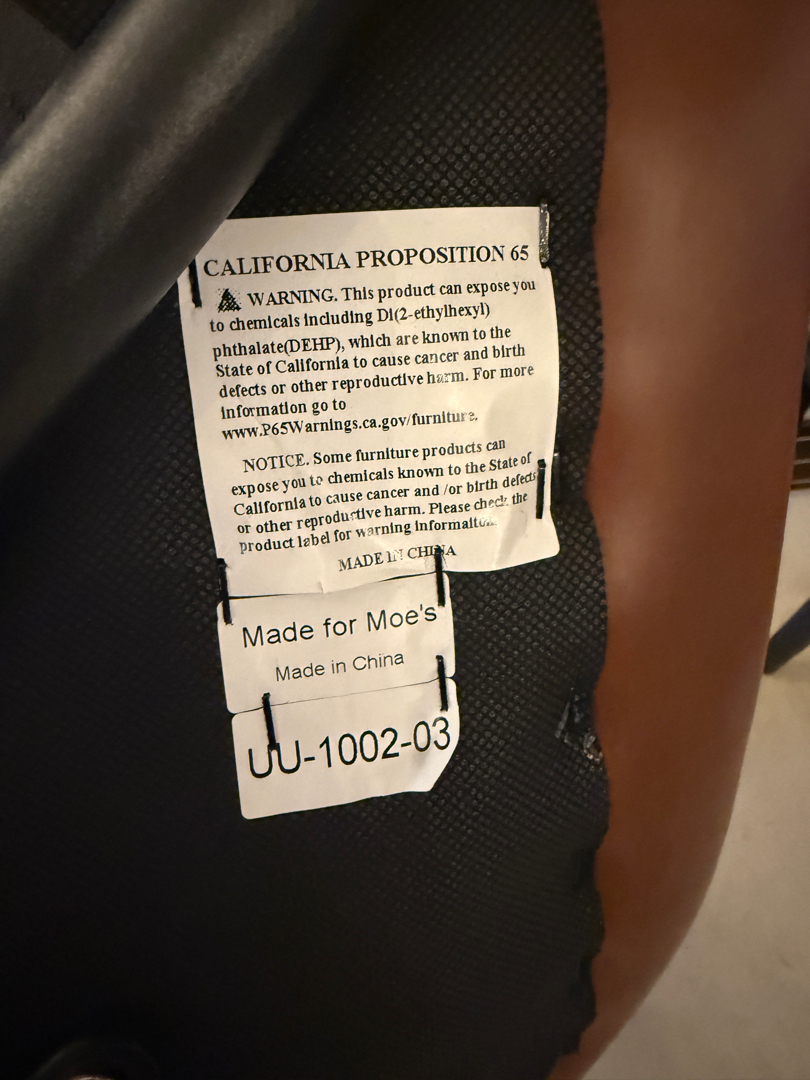 CALIFORNIA PROPOSITION 65
WARNING. This product can expose you
to chemicals including Di(2-ethylhexyl)
phthalate(DEHP), which are known to the
State of California to cause cancer and birth
defects or other reproductive harm. For more
information go to
www.P65Warnings.ca.gov/furniture.
NOTICE. Some furniture products can
expose you to chemicals known to the State of
California to cause cancer and /or birth defects
or other reproductive harm. Please check the
product label for warning informaiton.
MADE IN CHINA
Made for Moe's
Made in China
UU-1002-03